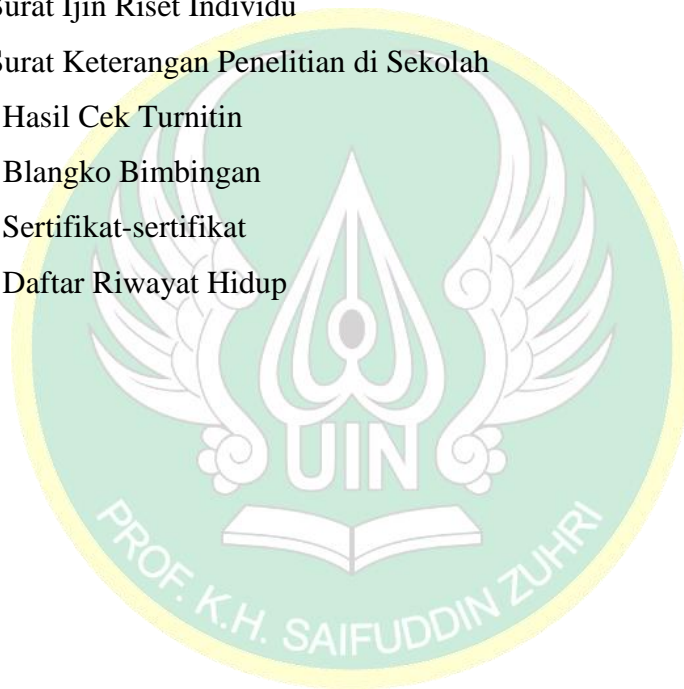 Surat Ijin Riset Individu
Surat Keterangan Penelitian di Sekolah
Hasil Cek Turnitin
Blangko Bimbingan
Sertifikat-sertifikat
Daftar Riwayat Hidup
UIN
PROF. K.H. SAIFUDDIN ZUHRI